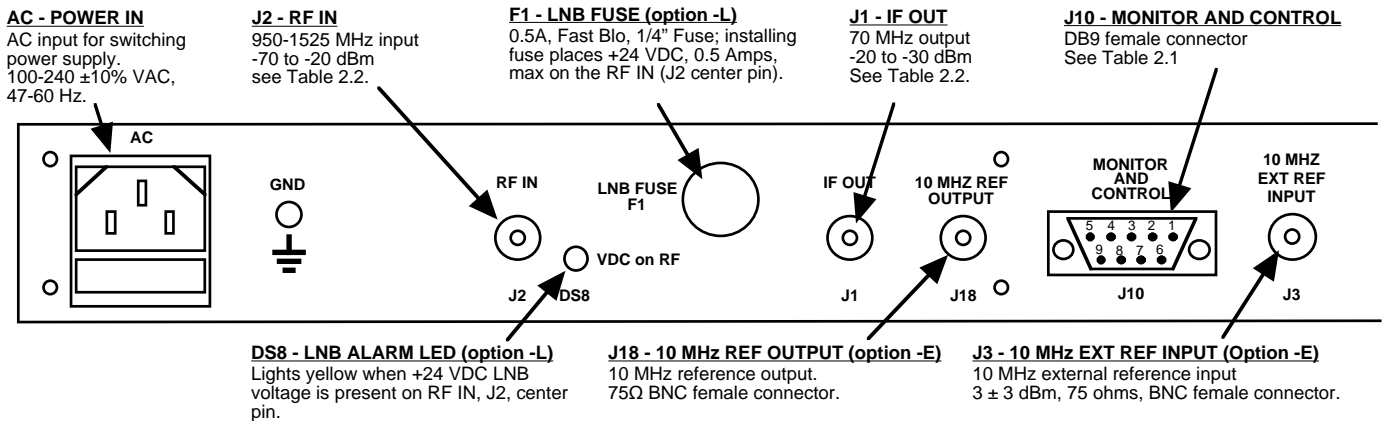 AC - POWER IN
AC input for switching
power supply.
100-240 ±10% VAC,
47-60 Hz.
J2 - RF IN
950-1525 MHz input
-70 to -20 dBm
see Table 2.2.
F1 - LNB FUSE (option -L)
0.5A, Fast Blo, 1/4” Fuse; installing
fuse places +24 VDC, 0.5 Amps,
max on the RF IN (J2 center pin).
J1 - IF OUT
70 MHz output
-20 to -30 dBm
See Table 2.2.
J10 - MONITOR AND CONTROL
DB9 female connector
See Table 2.1
AC
GND
RF IN
J2
DS8
VDC on RF
LNB FUSE
F1
IF OUT
J1
10 MHZ REF
OUTPUT
J18
MONITOR
AND
CONTROL
5 4 3 2 1
9 8 7 6
J10
10 MHZ
EXT REF
INPUT
J3
DS8 - LNB ALARM LED (option -L)
Lights yellow when +24 VDC LNB
voltage is present on RF IN, J2, center
pin.
J18 - 10 MHz REF OUTPUT (option -E)
10 MHz reference output.
75Ω BNC female connector.
J3 - 10 MHz EXT REF INPUT (Option -E)
10 MHz external reference input
3 ± 3 dBm, 75 ohms, BNC female connector.